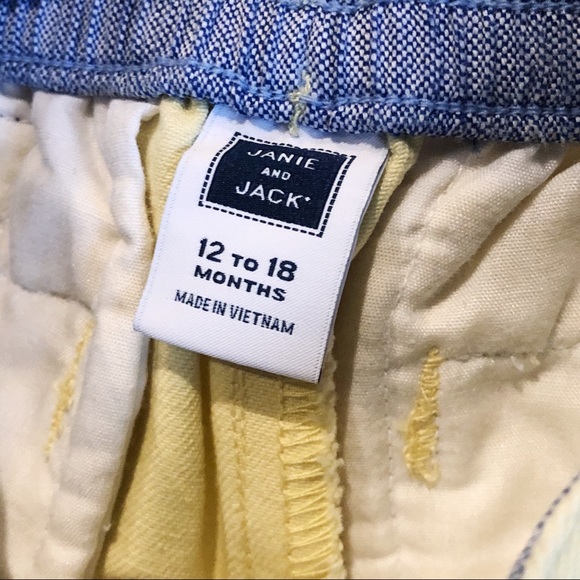 JANIE
AND
JACK
12 TO 18
MONTHS
MADE IN VIETNAM